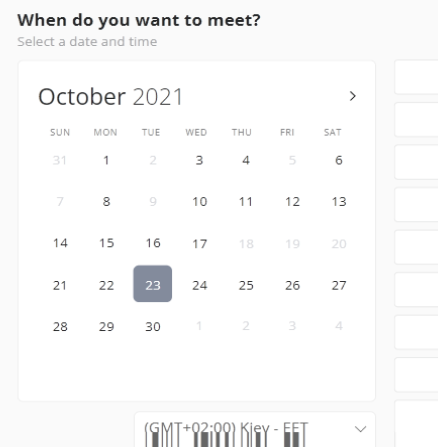 When do you want to meet?
Select a date and time
October 2021
SUN MON TUE WED THU FRI SAT
31 1 2 3 4 5 6
7 8 9 10 11 12 13
14 15 16 17 18 19 20
21 22 23 24 25 26 27
28 29 30 1 2 3 4
(GMT+02:00) Kiev - EET